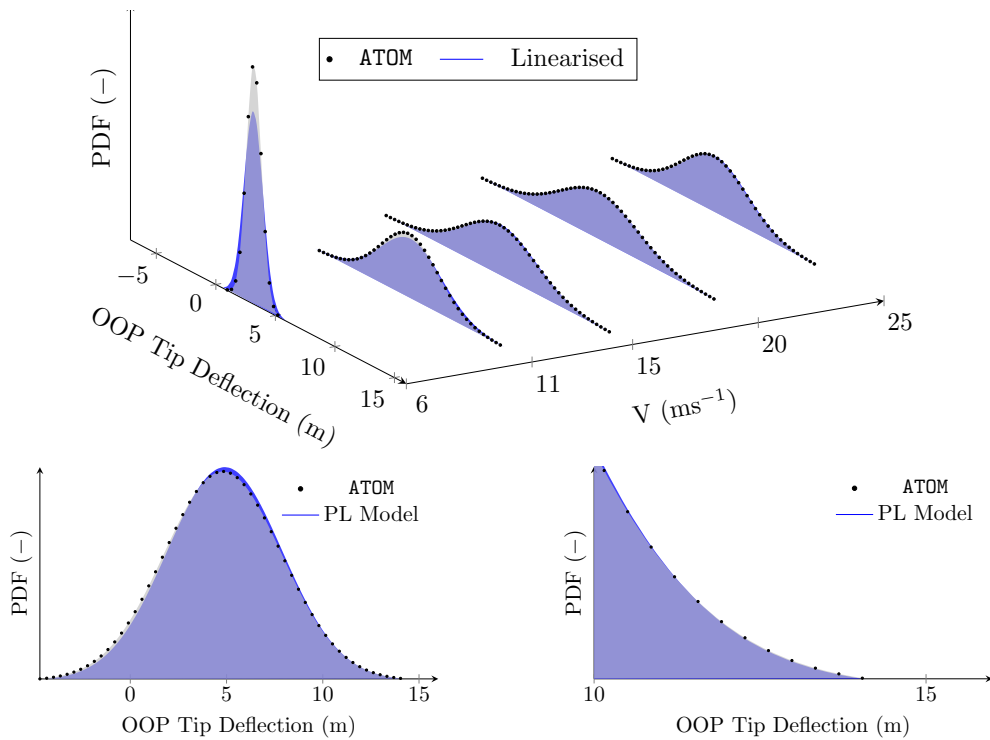 ATOM Linearised
PDF (−)
−5
0
5
10
15
OOP Tip Deflection (m)
6
11
15
20
25
V (ms⁻¹)
ATOM
PL Model
PDF (−)
0
5
10
15
OOP Tip Deflection (m)
ATOM
PL Model
PDF (−)
10
15
OOP Tip Deflection (m)